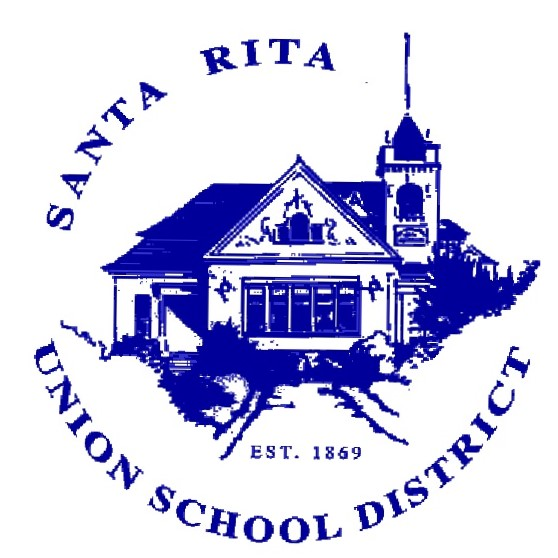 SANTA RITA
EST. 1869
UNION SCHOOL DISTRICT